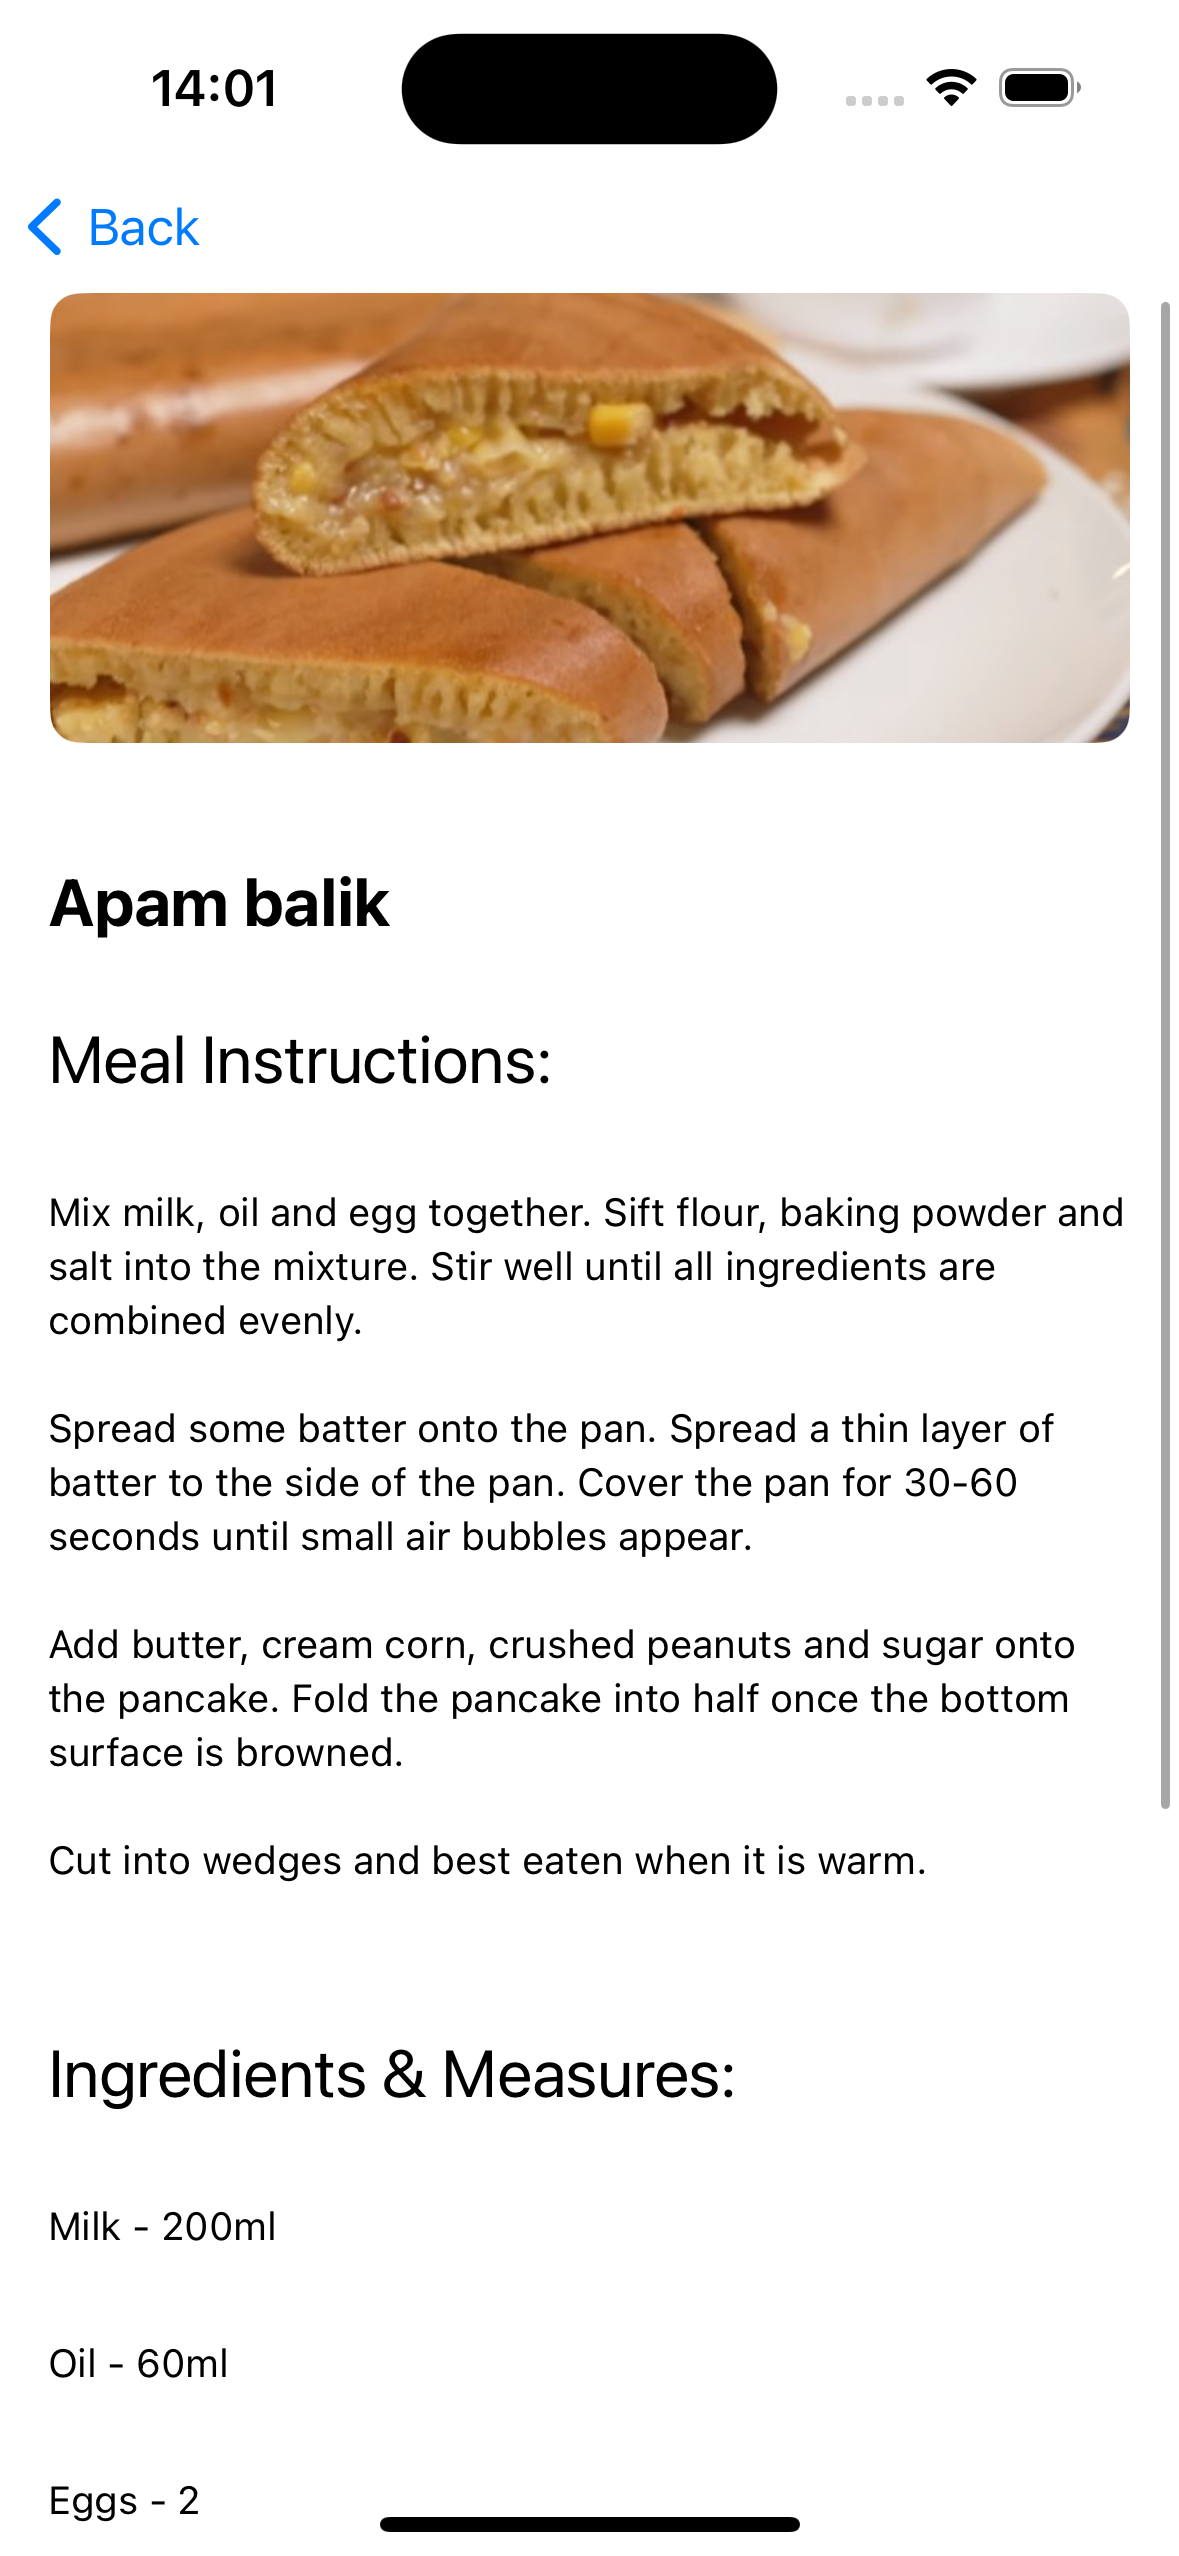 14:01
Back
Apam balik
Meal Instructions:
Mix milk, oil and egg together. Sift flour, baking powder and
salt into the mixture. Stir well until all ingredients are
combined evenly.
Spread some batter onto the pan. Spread a thin layer of
batter to the side of the pan. Cover the pan for 30-60
seconds until small air bubbles appear.
Add butter, cream corn, crushed peanuts and sugar onto
the pancake. Fold the pancake into half once the bottom
surface is browned.
Cut into wedges and best eaten when it is warm.
Ingredients & Measures:
Milk - 200ml
Oil - 60ml
Eggs - 2